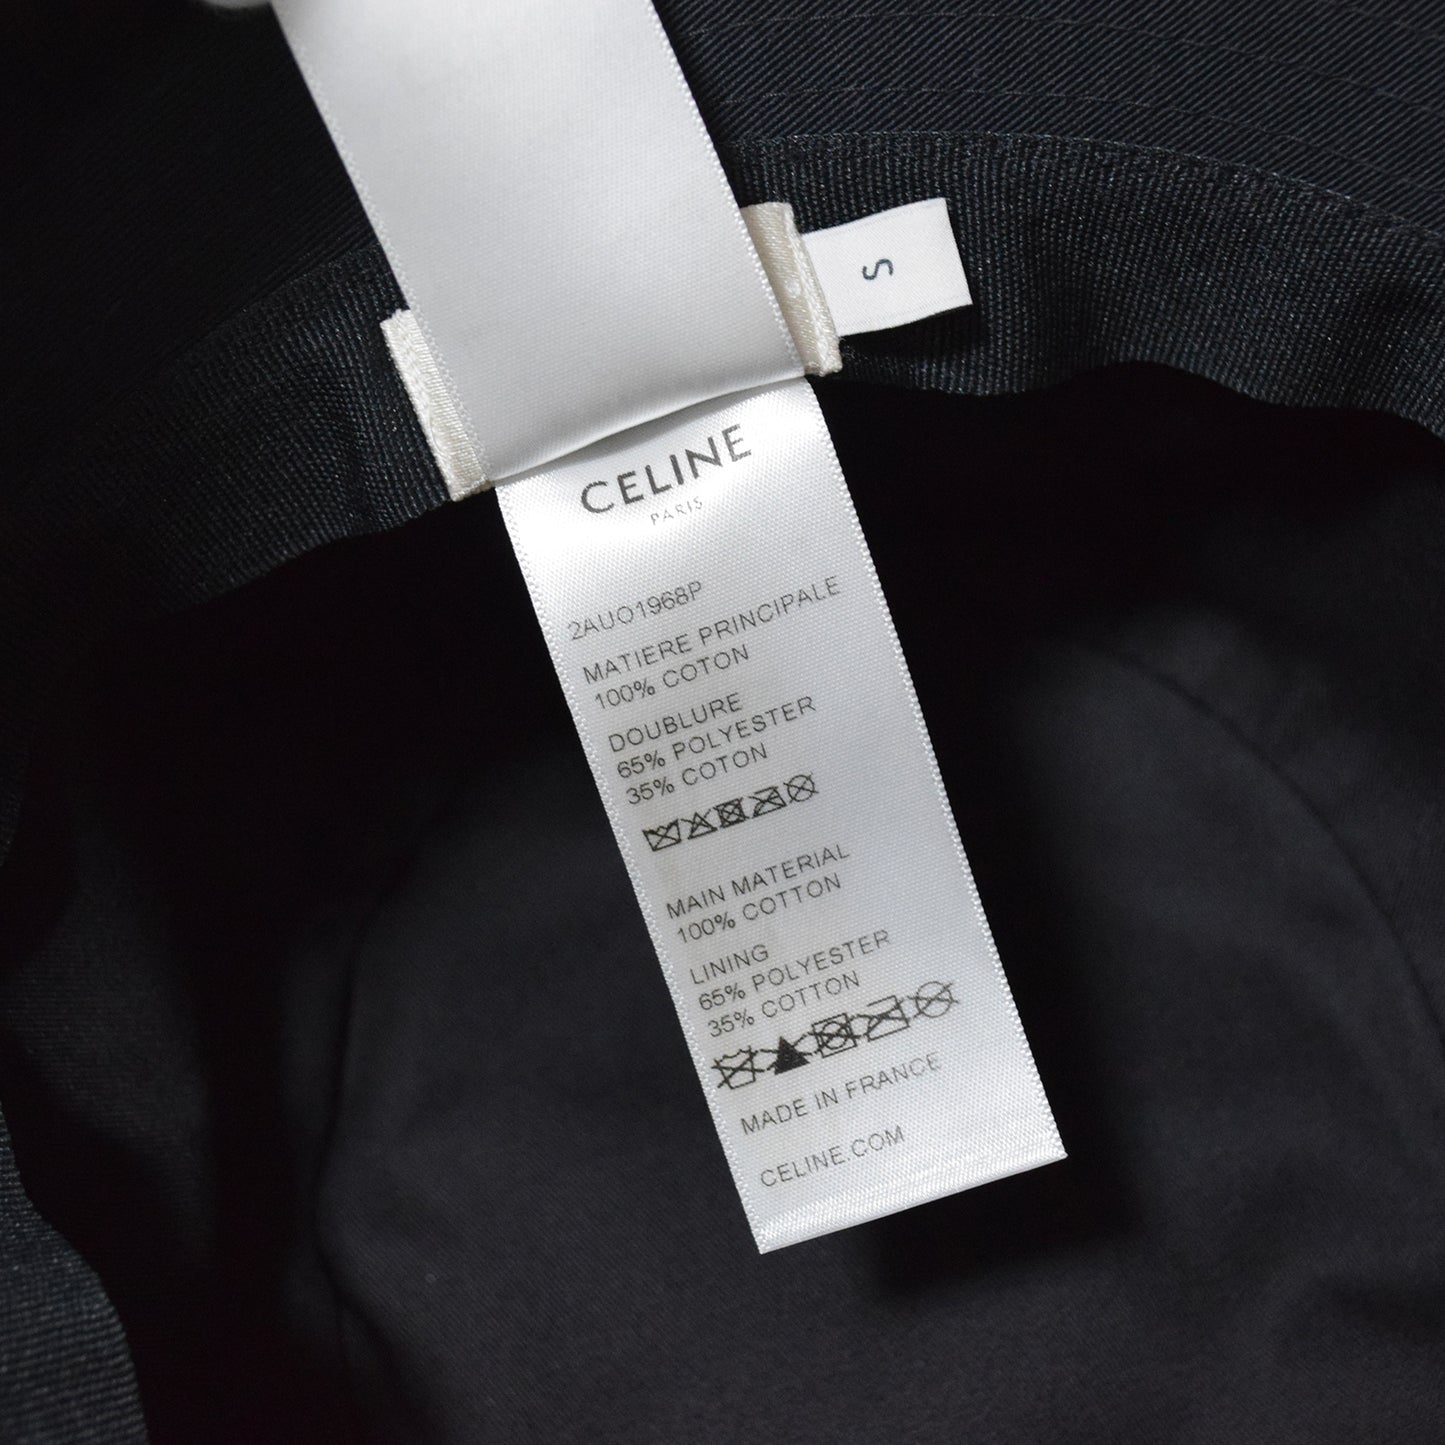 S
CELINE
PARIS
2AUO1968P
MATIERE PRINCIPALE
100% COTON
DOUBLURE
65% POLYESTER
35% COTON
MAIN MATERIAL
100% COTTON
LINING
65% POLYESTER
35% COTTON
MADE IN FRANCE
CELINE.COM